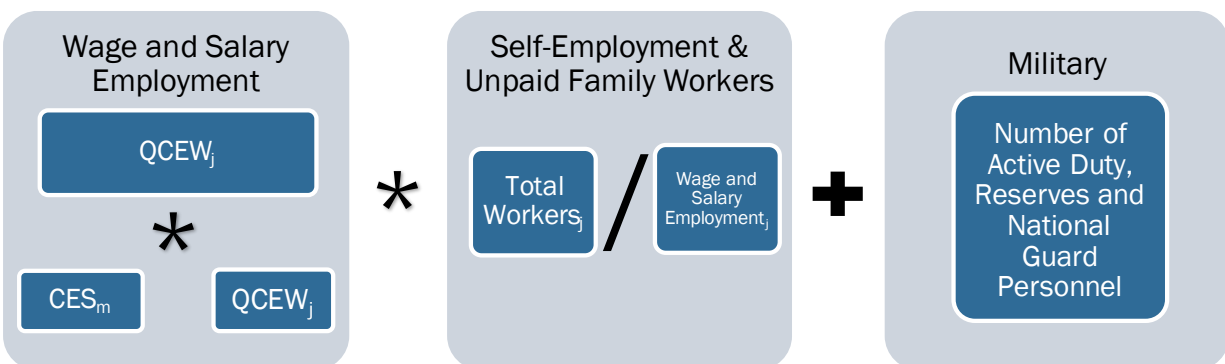 Wage and Salary
Employment
QCEWj
*
CESm
QCEWj
*
Self-Employment &
Unpaid Family Workers
Total
Workersj
/
Wage and
Salary
Employmentj
+
Military
Number of
Active Duty,
Reserves and
National
Guard
Personnel